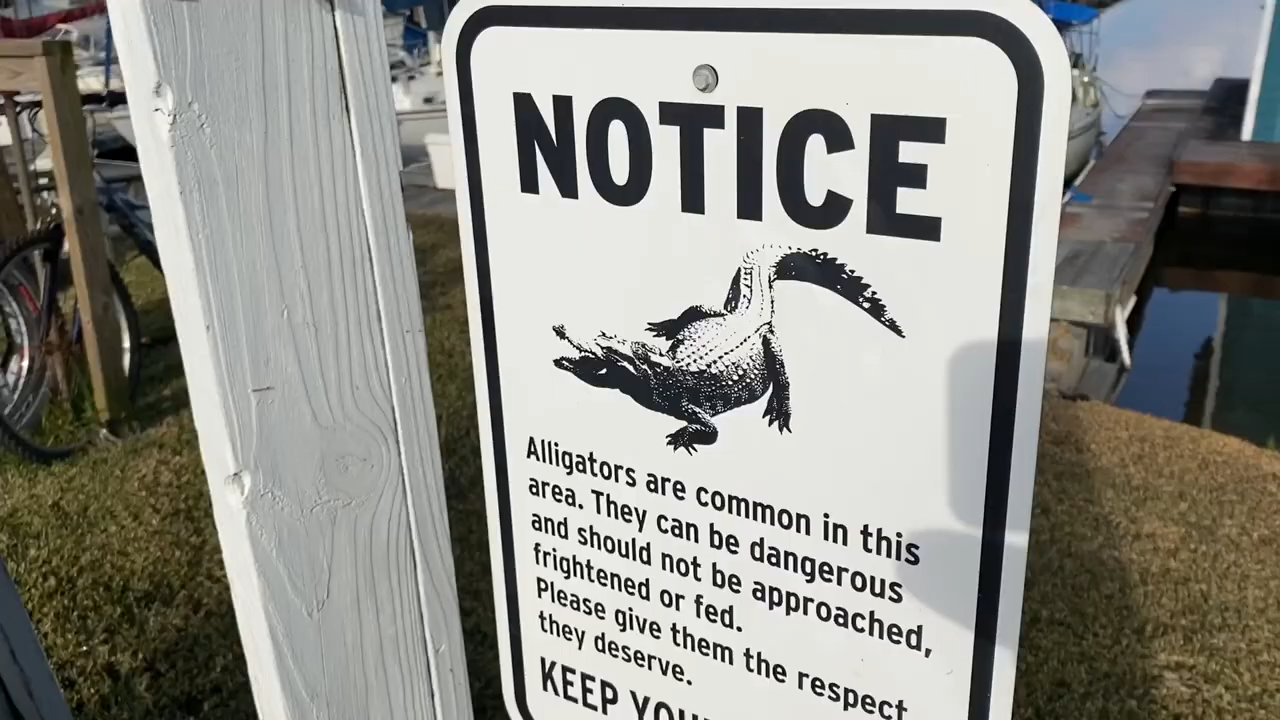 NOTICE
Alligators are common in this
area. They can be dangerous
and should not be approached,
frightened or fed.
Please give them the respect
they deserve.
KEEP